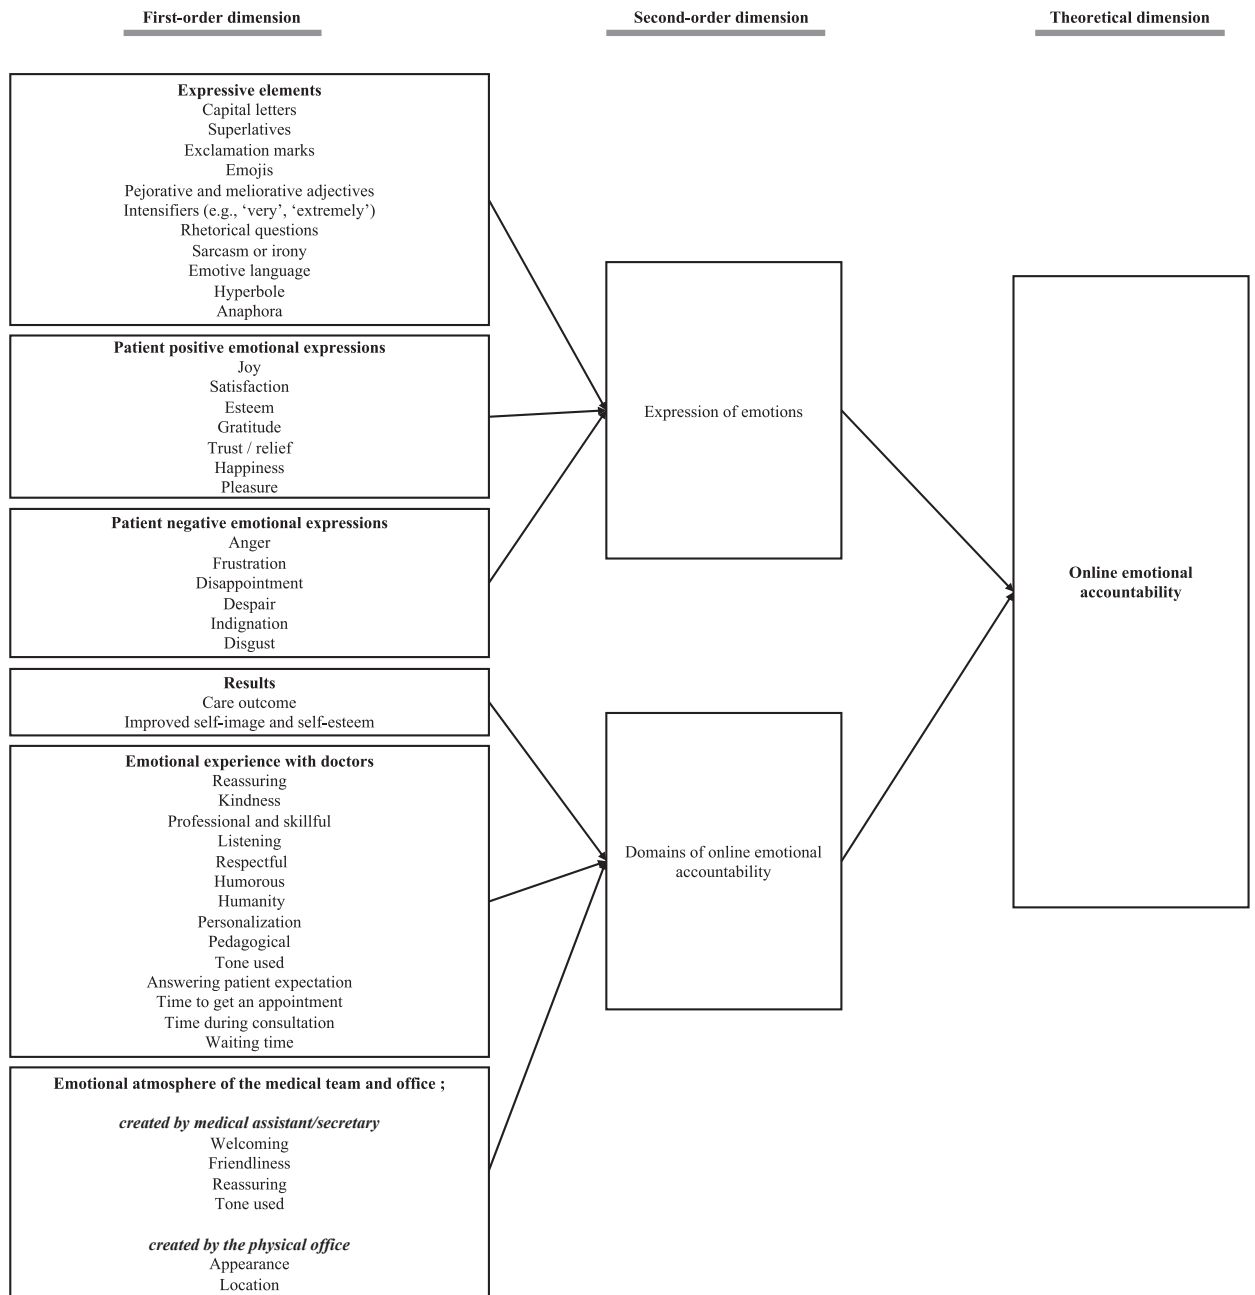 First-order dimension
Second-order dimension
Theoretical dimension
Expressive elements
Capital letters
Superlatives
Exclamation marks
Emojis
Pejorative and meliorative adjectives
Intensifiers (e.g., ‘very’, ‘extremely’)
Rhetorical questions
Sarcasm or irony
Emotive language
Hyperbole
Anaphora
Patient positive emotional expressions
Joy
Satisfaction
Esteem
Gratitude
Trust / relief
Happiness
Pleasure
Patient negative emotional expressions
Anger
Frustration
Disappointment
Despair
Indignation
Disgust
Results
Care outcome
Improved self-image and self-esteem
Emotional experience with doctors
Reassuring
Kindness
Professional and skillful
Listening
Respectful
Humorous
Humanity
Personalization
Pedagogical
Tone used
Answering patient expectation
Time to get an appointment
Time during consultation
Waiting time
Emotional atmosphere of the medical team and office ;
created by medical assistant/secretary
Welcoming
Friendliness
Reassuring
Tone used
created by the physical office
Appearance
Location
Expression of emotions
Domains of online emotional
accountability
Online emotional
accountability